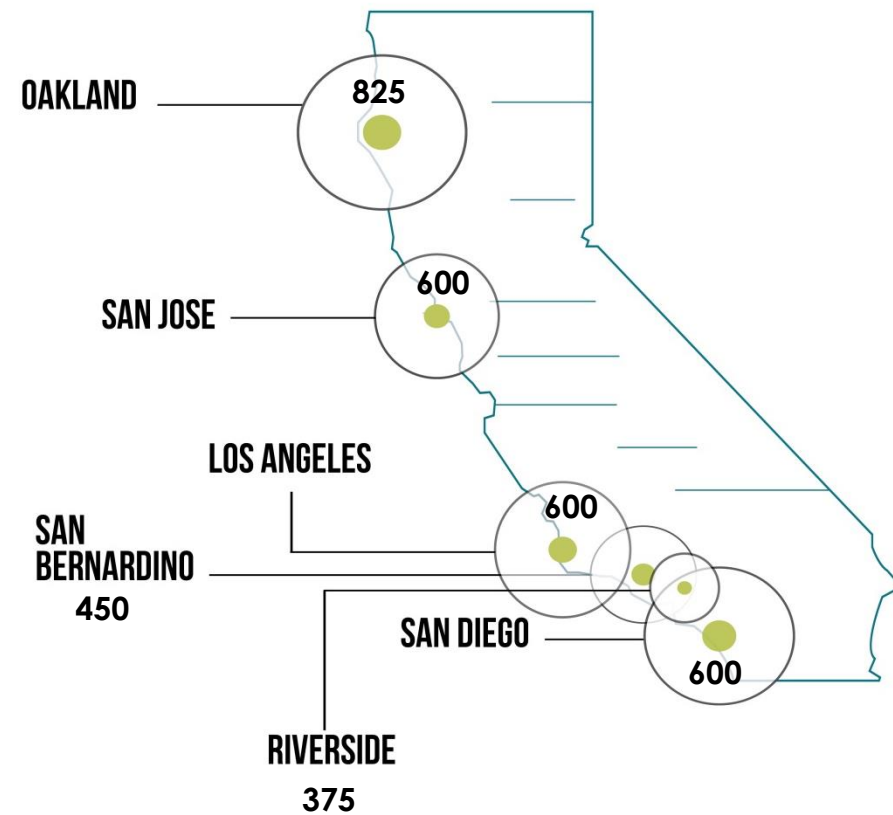 OAKLAND
825
SAN JOSE
600
LOS ANGELES
600
SAN
BERNARDINO
450
SAN DIEGO
600
RIVERSIDE
375